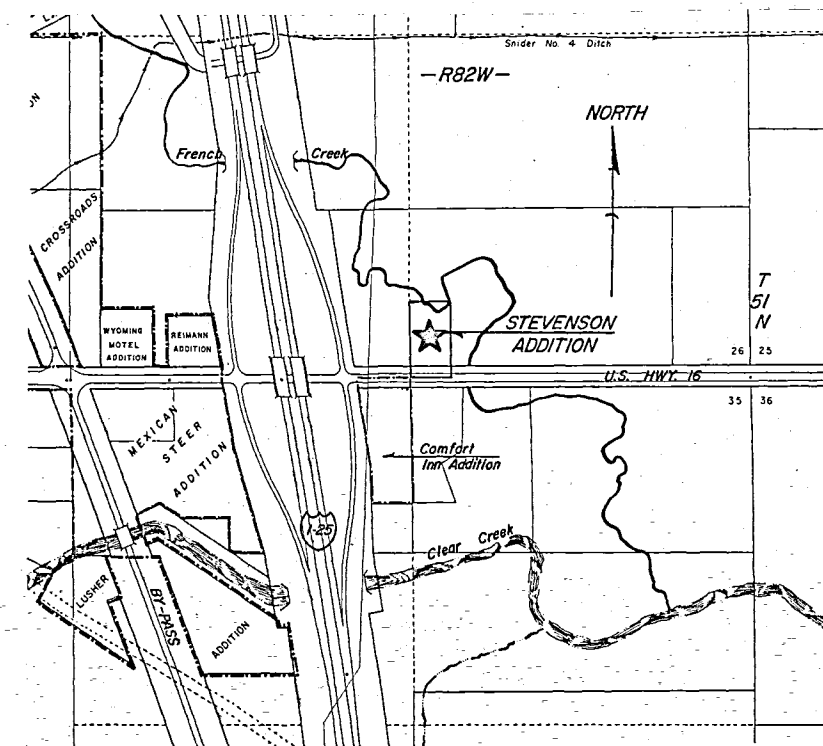 Snider No. 4 Ditch
—R82W—
NORTH
French
Creek
CROSSROADS
ADDITION
T
51
N
WYOMING
MOTEL
ADDITION
REIMANN
ADDITION
STEVENSON
ADDITION
26 25
U.S. HWY. 16
35 36
MEXICAN
STEER
ADDITION
Comfort
Inn Addition
I-25
Clear Creek
LUSHER
BY-PASS
ADDITION